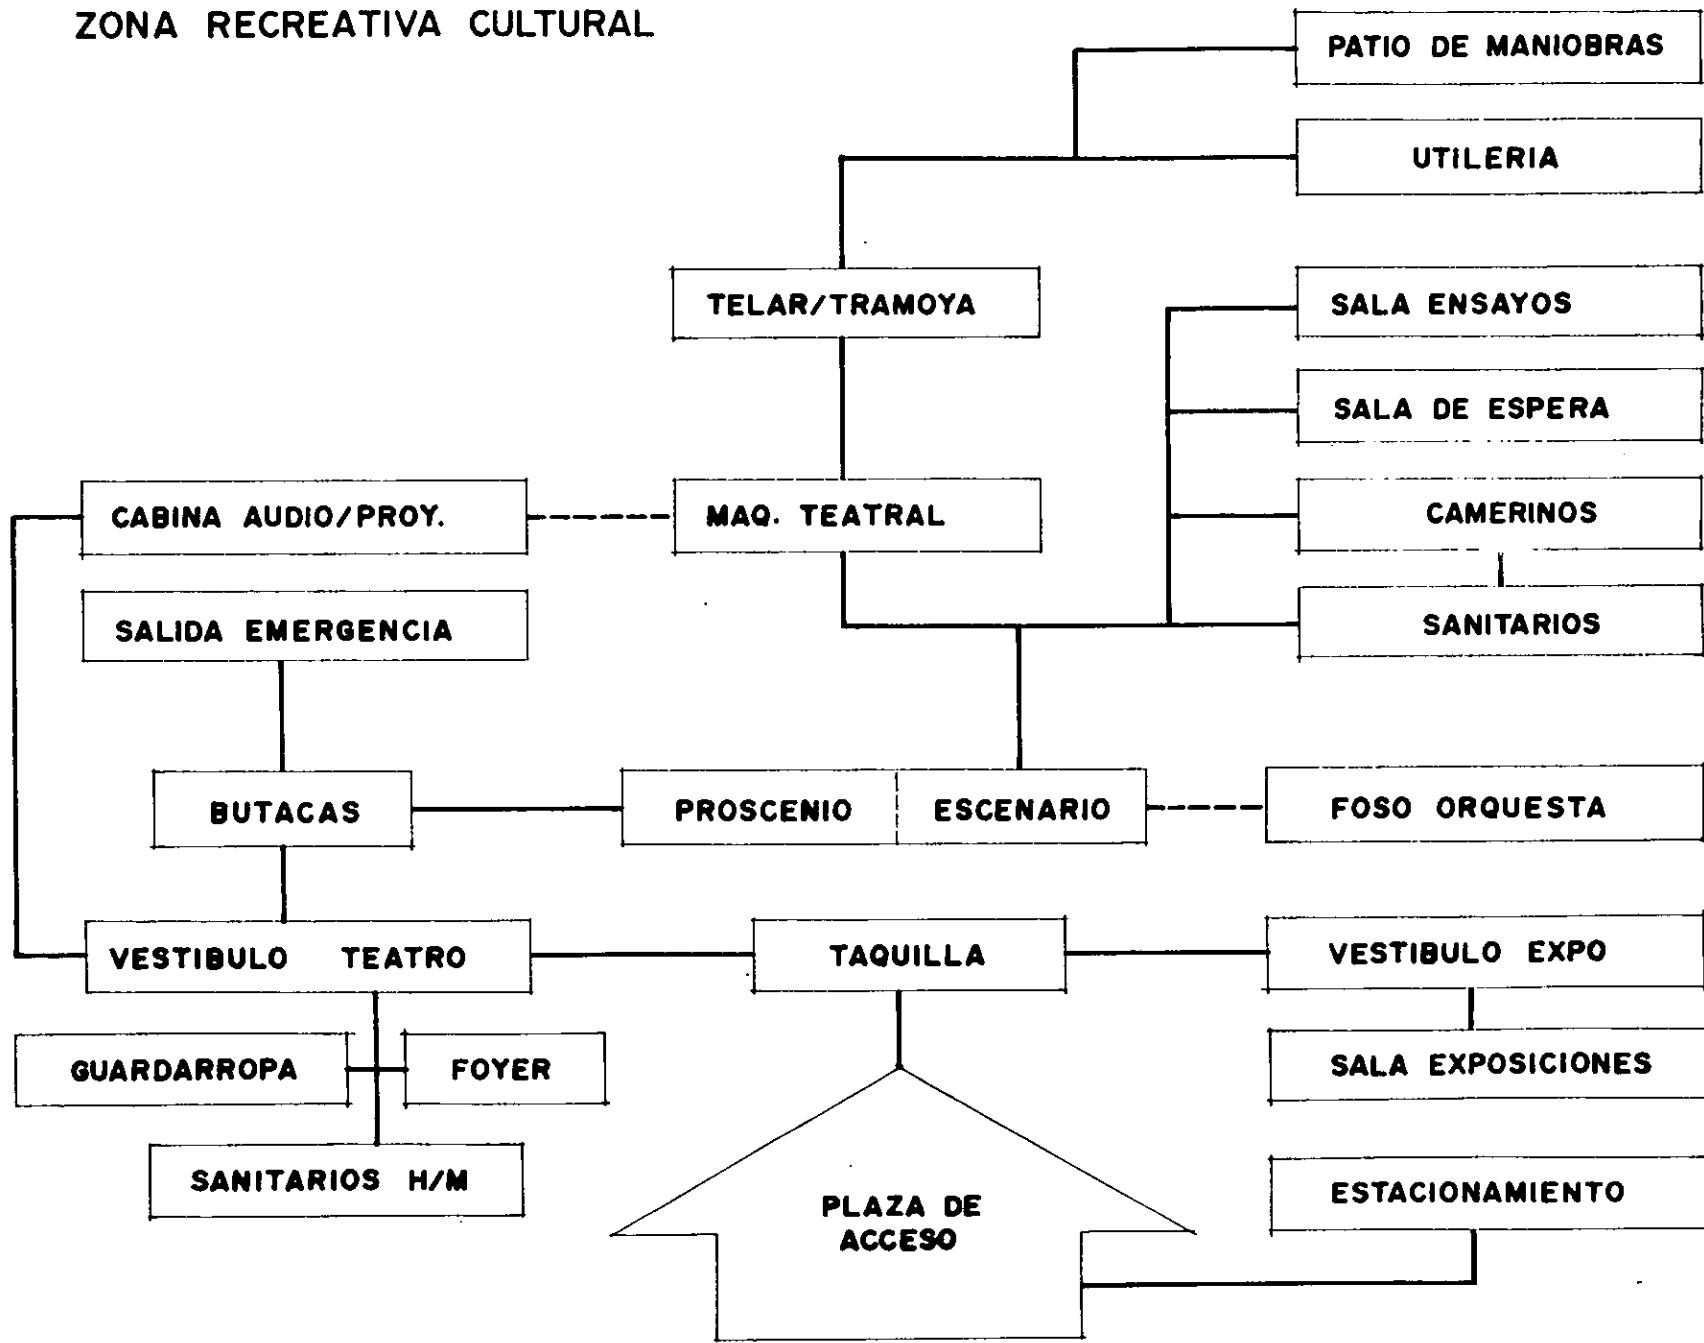 ZONA RECREATIVA CULTURAL
PATIO DE MANIOBRAS
UTILERIA
TELAR/TRAMOYA
SALA ENSAYOS
SALA DE ESPERA
CABINA AUDIO/PROY.
MAQ. TEATRAL
CAMERINOS
SALIDA EMERGENCIA
SANITARIOS
BUTACAS
PROSCENIO
ESCENARIO
FOSO ORQUESTA
VESTIBULO TEATRO
TAQUILLA
VESTIBULO EXPO
GUARDARROPA
FOYER
SALA EXPOSICIONES
SANITARIOS H/M
PLAZA DE
ACCESO
ESTACIONAMIENTO